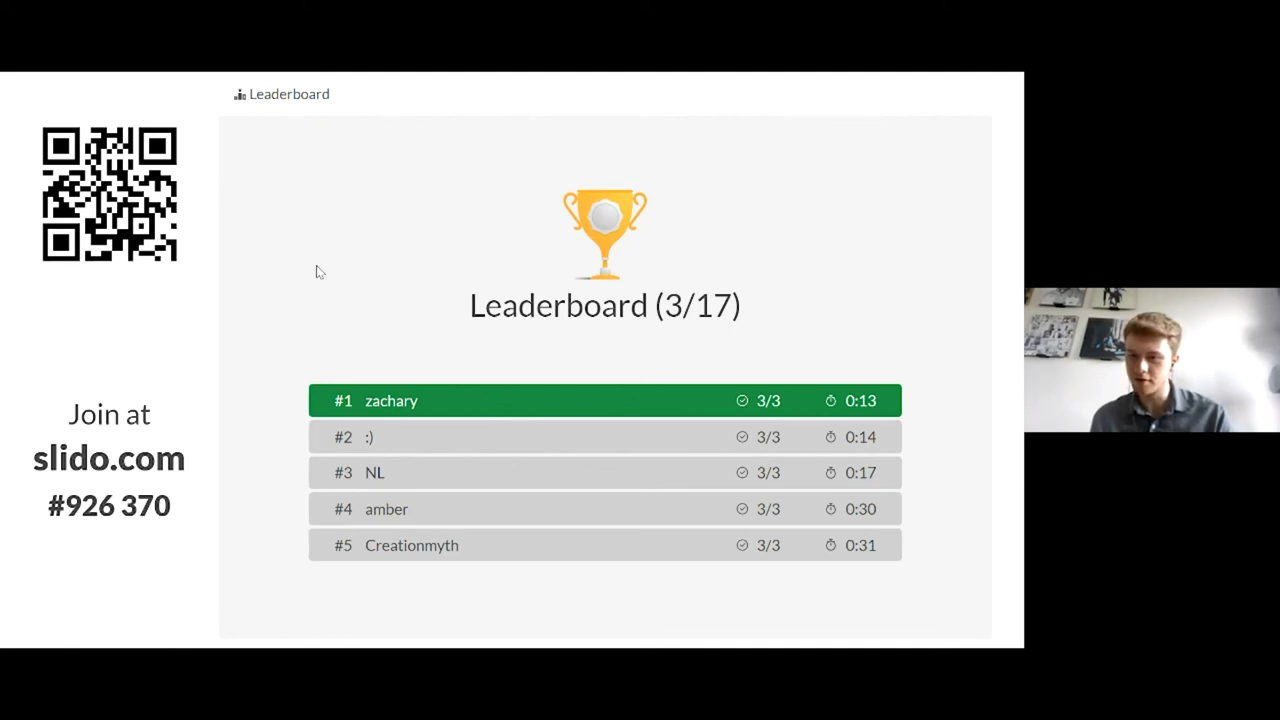 Leaderboard
Join at
slido.com
#926 370
Leaderboard (3/17)
#1 zachary 3/3 0:13
#2 :) 3/3 0:14
#3 NL 3/3 0:17
#4 amber 3/3 0:30
#5 Creationmyth 3/3 0:31